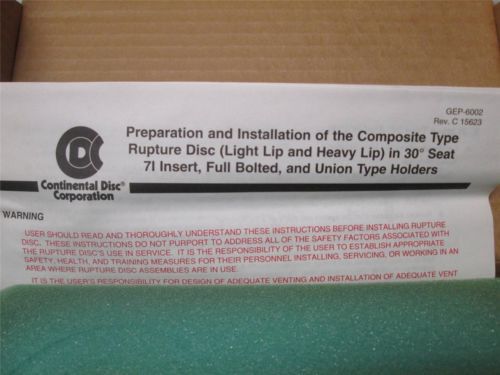 GEP-6002
Rev. C 15623
CDC
Continental Disc®
Corporation
Preparation and Installation of the Composite Type
Rupture Disc (Light Lip and Heavy Lip) in 30° Seat
7I Insert, Full Bolted, and Union Type Holders
WARNING
USER SHOULD READ AND THOROUGHLY UNDERSTAND THESE INSTRUCTIONS BEFORE INSTALLING RUPTURE
DISC. THESE INSTRUCTIONS DO NOT PURPORT TO ADDRESS ALL OF THE SAFETY FACTORS ASSOCIATED WITH
THE RUPTURE DISC'S USE IN SERVICE. IT IS THE RESPONSIBILITY OF THE USER TO ESTABLISH APPROPRIATE
SAFETY, HEALTH, AND TRAINING MEASURES FOR THEIR PERSONNEL INSTALLING, SERVICING, OR WORKING IN AN
AREA WHERE RUPTURE DISC ASSEMBLIES ARE IN USE.
IT IS THE USER'S RESPONSIBILITY FOR DESIGN OF ADEQUATE VENTING AND INSTALLATION OF ADEQUATE VENT